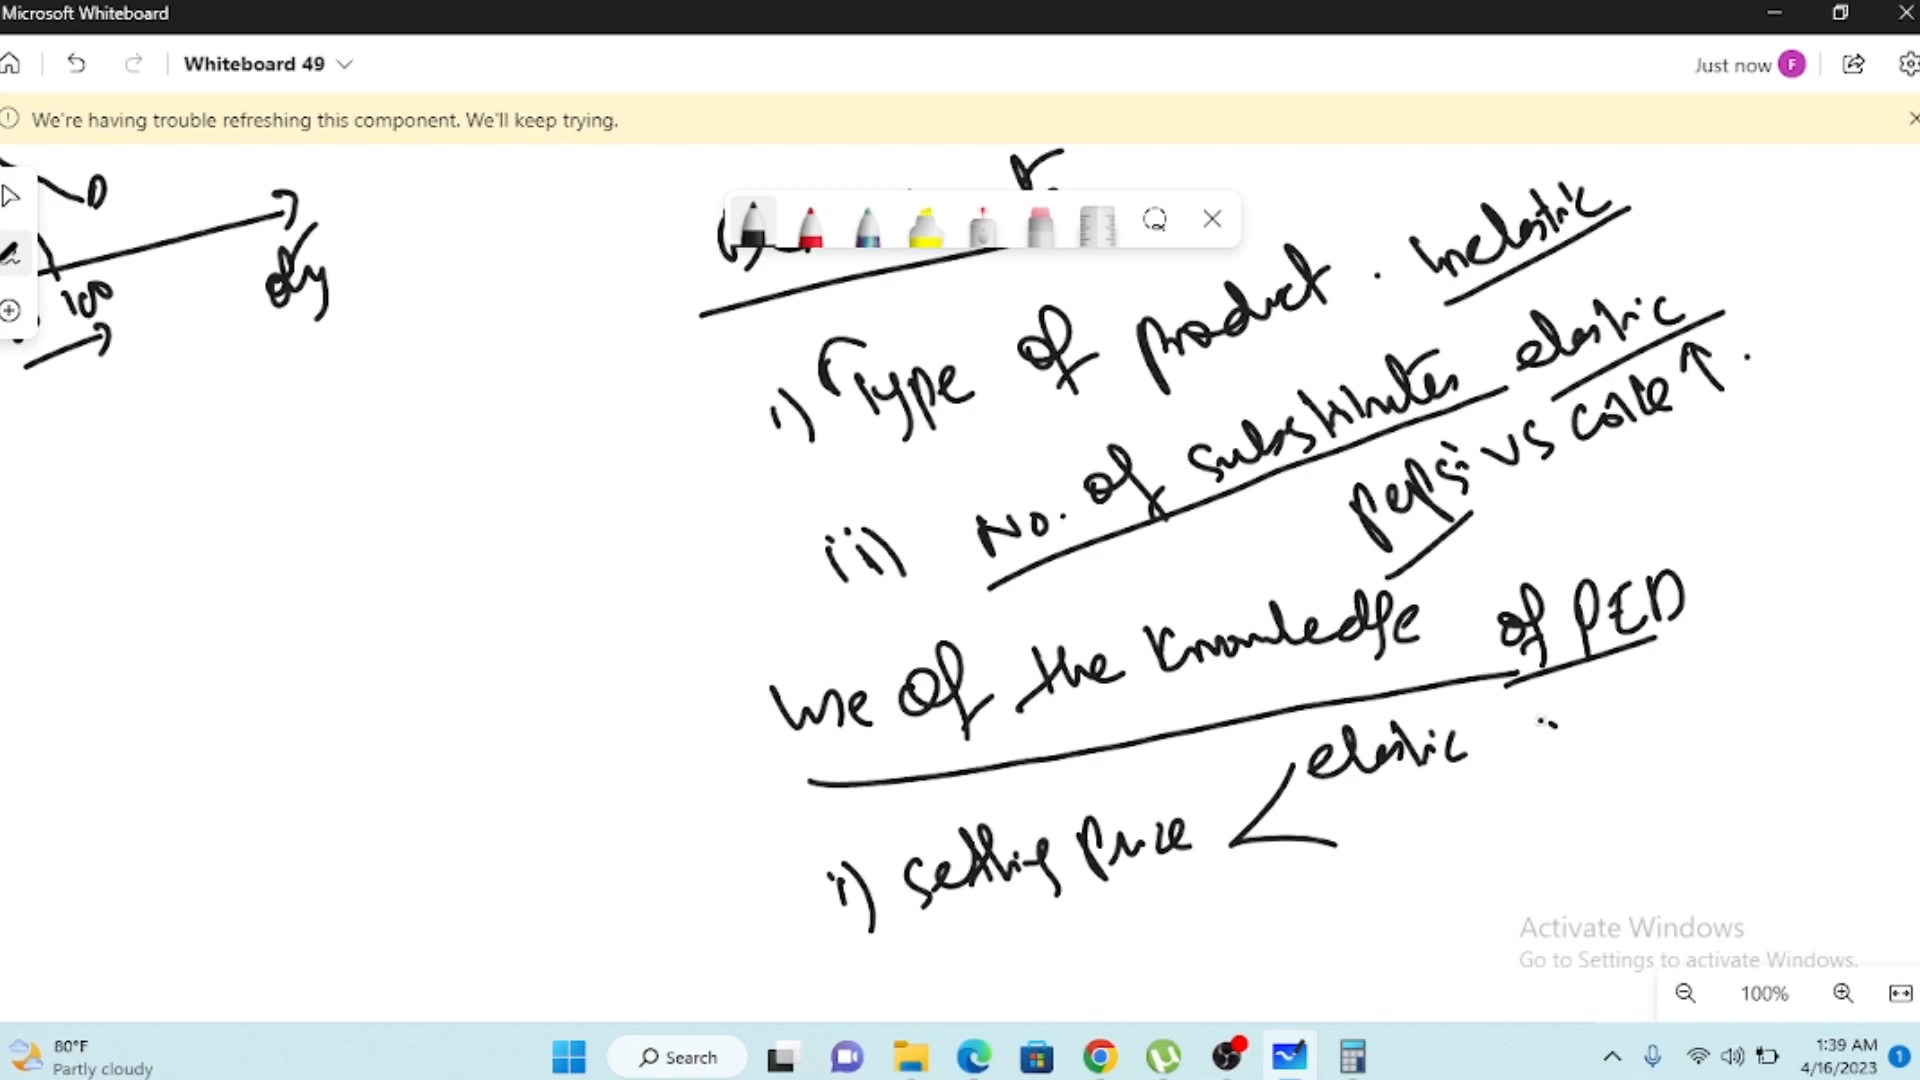 Microsoft Whiteboard
Whiteboard 49
Just now F
We're having trouble refreshing this component. We'll keep trying.
D
100
qty
i) Type of product. Inelastic
ii) No. of substitutes elastic
pepsi vs coke ↑.
use of the knowledge of PED
i) setting price < elastic
Activate Windows
Go to Settings to activate Windows.
100%
80°F
Partly cloudy
Search
1:39 AM
4/16/2023
1